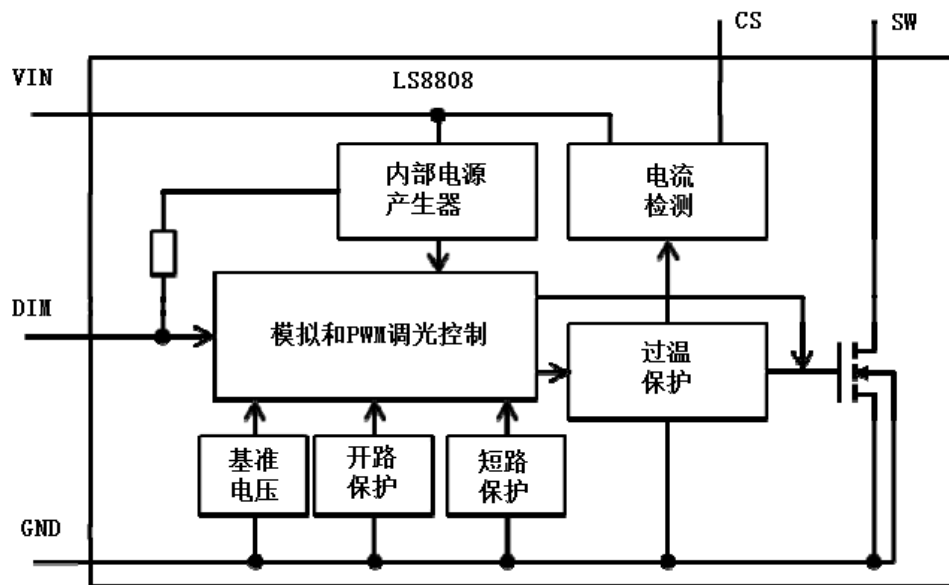 CS
SW
VIN
LS8808
内部电源
产生器
电流
检测
DIM
模拟和PWM调光控制
过温
保护
基准
电压
开路
保护
短路
保护
GND